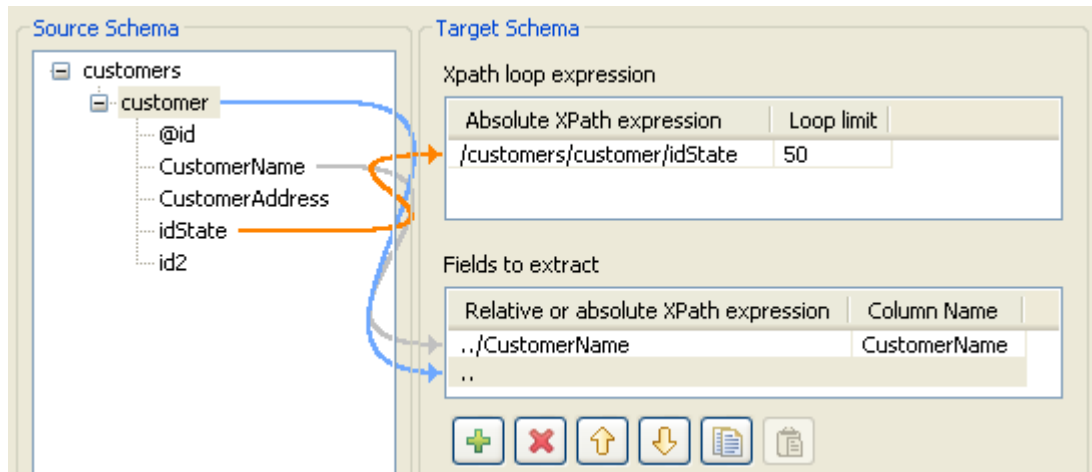 Source Schema
customers
customer
@id
CustomerName
CustomerAddress
idState
id2
Target Schema
Xpath loop expression
Absolute XPath expression Loop limit
/customers/customer/idState 50
Fields to extract
Relative or absolute XPath expression Column Name
../CustomerName CustomerName
..